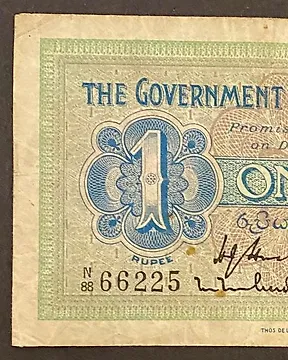 THE GOVERNMENT
Promis
on D
1
ON
RUPEE
N/88 66225
THOS DE L